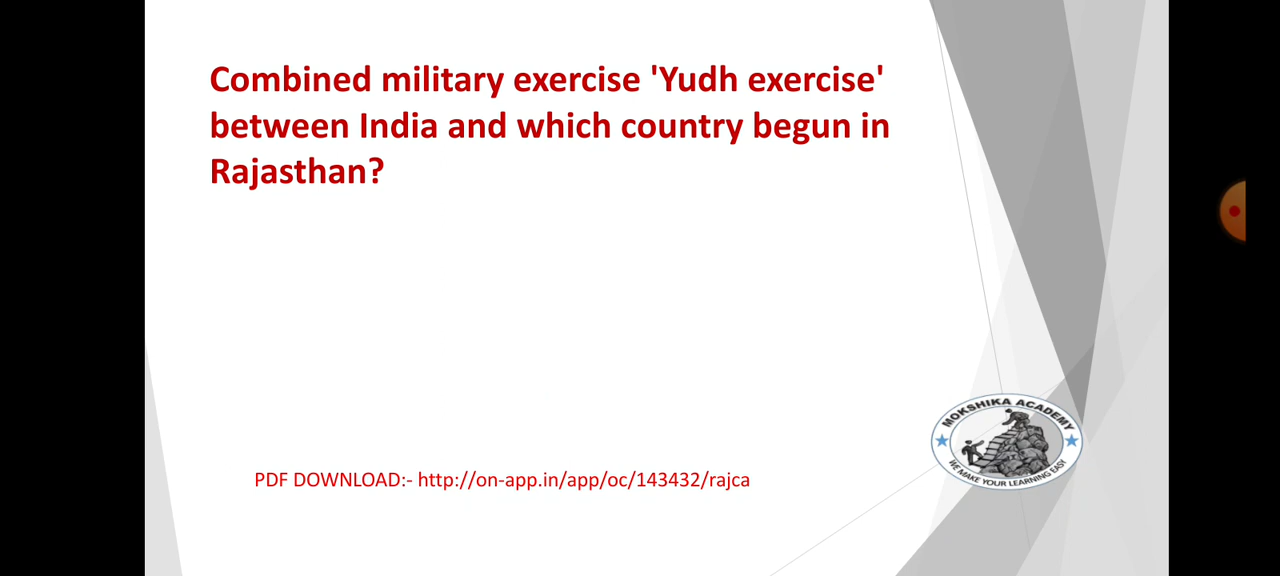 Combined military exercise 'Yudh exercise'
between India and which country begun in
Rajasthan?
MOKSHIKA ACADEMY
WE MAKE YOUR LEARNING EASY
PDF DOWNLOAD:- http://on-app.in/app/oc/143432/rajca